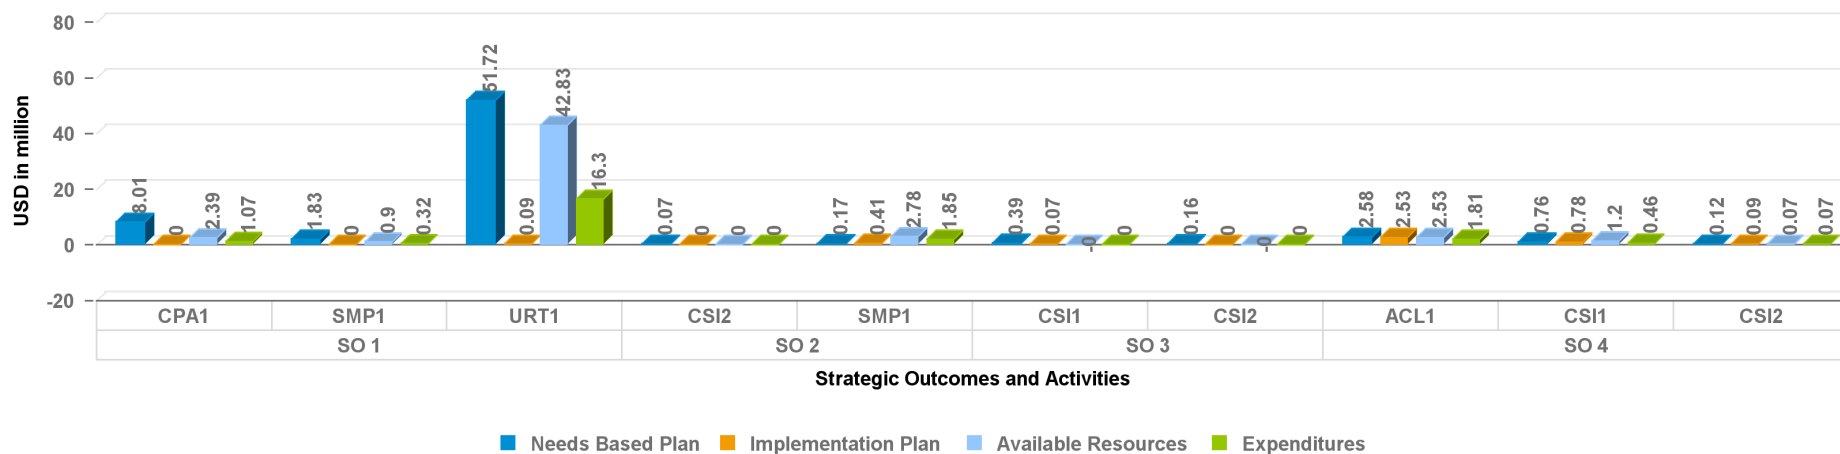 80
60
40
20
0
-20
USD in million
8.01 0 2.39 1.07 1.83 0 0.9 0.32 51.72 0.09 42.83 16.3 0.07 0 0 0 0.17 0.41 2.78 1.85 0.39 0.07 -0 0 0.16 0 -0 0 2.58 2.53 2.53 1.81 0.76 0.78 1.2 0.46 0.12 0.09 0.07 0.07
CPA1 SMP1 URT1 CSI2 SMP1 CSI1 CSI2 ACL1 CSI1 CSI2
SO 1 SO 2 SO 3 SO 4
Strategic Outcomes and Activities
Needs Based Plan Implementation Plan Available Resources Expenditures